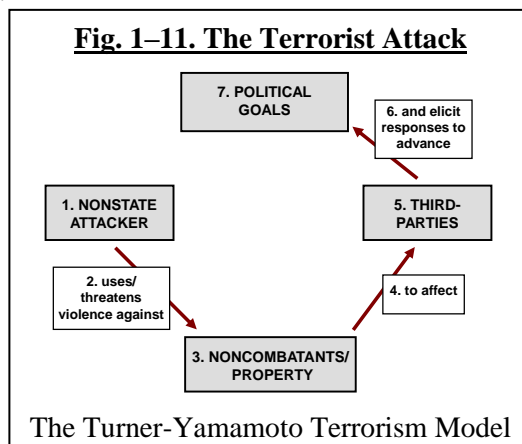 Fig. 1–11. The Terrorist Attack
7. POLITICAL
GOALS
6. and elicit
responses to
advance
1. NONSTATE
ATTACKER
5. THIRD-
PARTIES
2. uses/
threatens
violence against
4. to affect
3. NONCOMBATANTS/
PROPERTY
The Turner-Yamamoto Terrorism Model